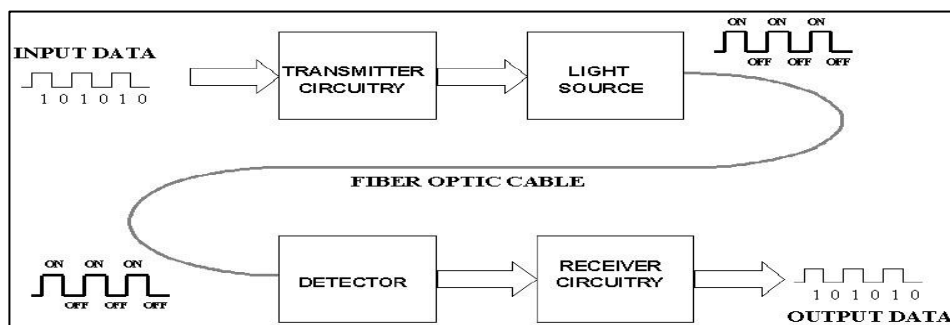 INPUT DATA
1 0 1 0 1 0
TRANSMITTER
CIRCUITRY
LIGHT
SOURCE
ON ON ON
OFF OFF OFF
FIBER OPTIC CABLE
ON ON ON
OFF OFF OFF
DETECTOR
RECEIVER
CIRCUITRY
1 0 1 0 1 0
OUTPUT DATA